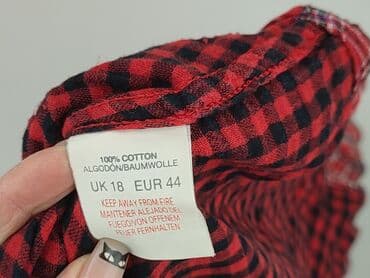 100% COTTON
ALGODÓN/BAUMWOLLE
UK 18 EUR 44
KEEP AWAY FROM FIRE
MANTENER ALEJADO DEL
FUEGO VON OFFENEM
FEUER FERNHALTEN